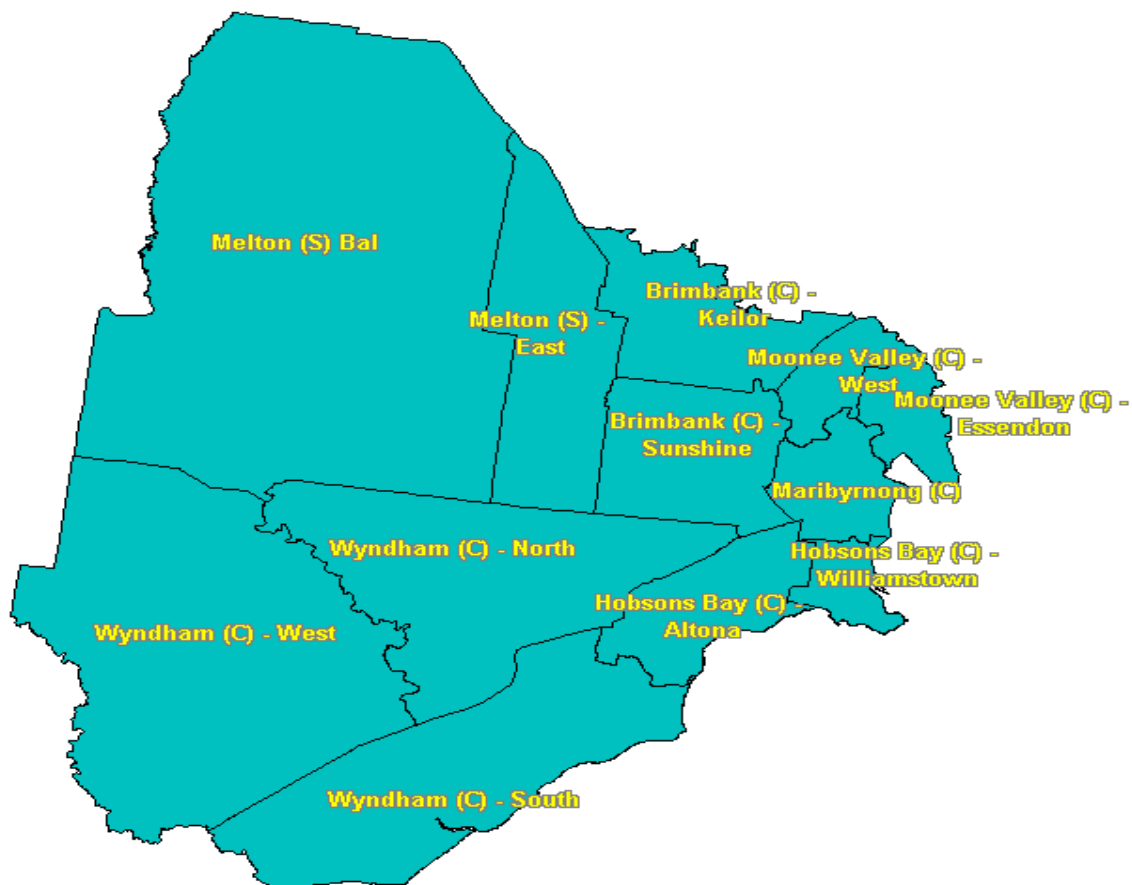 Melton (S) Bal
Brimbank (C) -
Keilor
Melton (S) -
East
Moonee Valley (C) -
West
Moonee Valley (C) -
Essendon
Brimbank (C) -
Sunshine
Maribyrnong (C)
Wyndham (C) - North
Hobsons Bay (C) -
Williamstown
Hobsons Bay (C) -
Altona
Wyndham (C) - West
Wyndham (C) - South